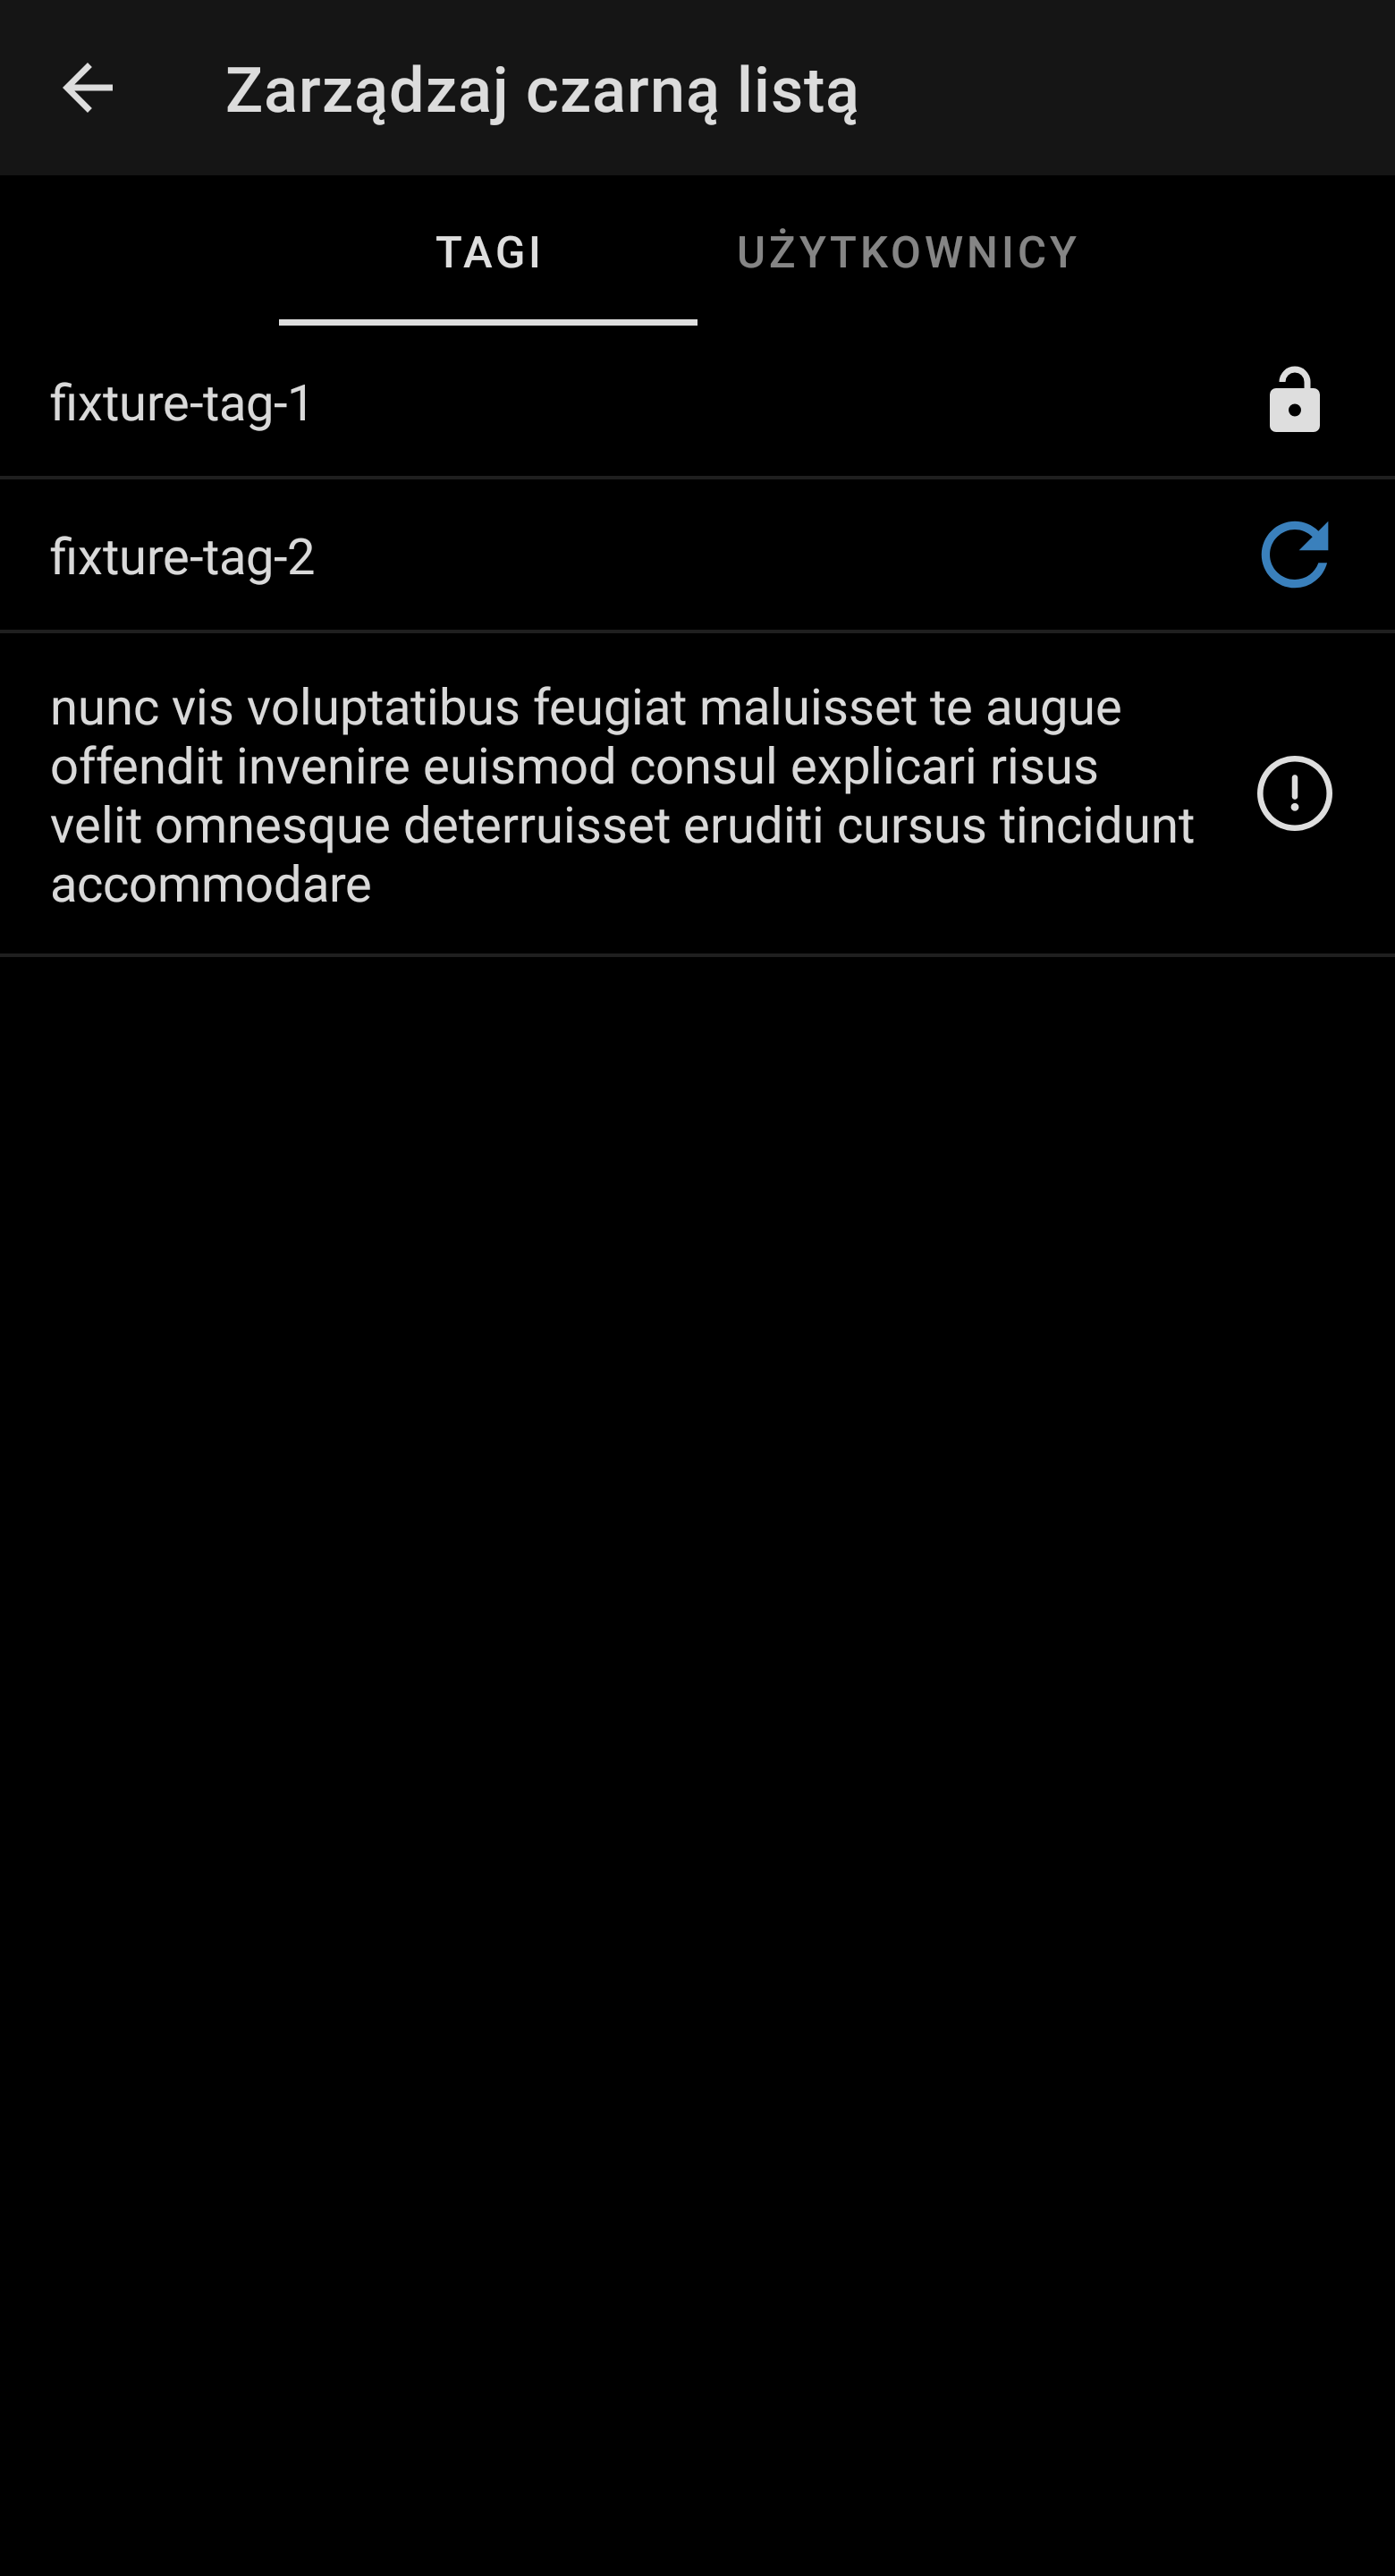 Zarządzaj czarną listą
TAGI
UŻYTKOWNICY
fixture-tag-1
fixture-tag-2
nunc vis voluptatibus feugiat maluisset te augue
offendit invenire euismod consul explicari risus
velit omnesque deterruisset eruditi cursus tincidunt
accommodare